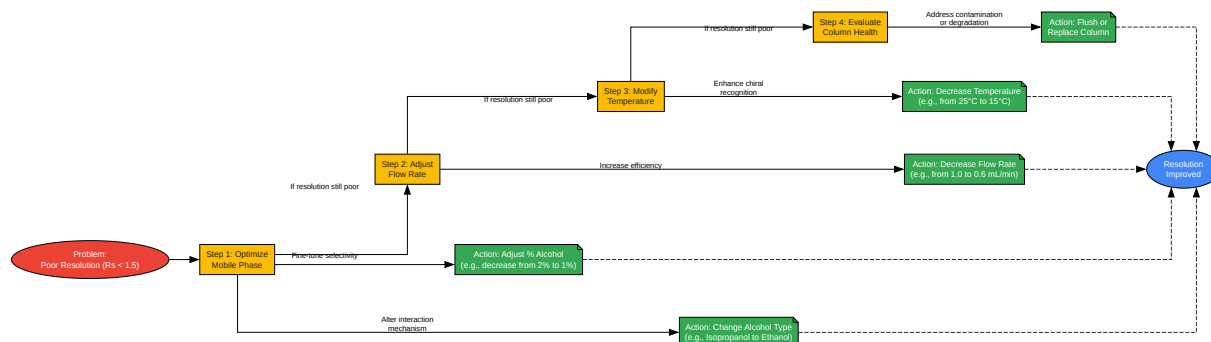 Step 4: Evaluate
Column Health
Address contamination
or degradation
Action: Flush or
Replace Column
If resolution still poor
Step 3: Modify
Temperature
Enhance chiral
recognition
Action: Decrease Temperature
(e.g., from 25°C to 15°C)
If resolution still poor
Step 2: Adjust
Flow Rate
Increase efficiency
Action: Decrease Flow Rate
(e.g., from 1.0 to 0.6 mL/min)
Resolution
Improved
If resolution still poor
Problem:
Poor Resolution (Rs < 1.5)
Step 1: Optimize
Mobile Phase
Fine-tune selectivity
Action: Adjust % Alcohol
(e.g., decrease from 2% to 1%)
Alter interaction
mechanism
Action: Change Alcohol Type
(e.g., Isopropanol to Ethanol)